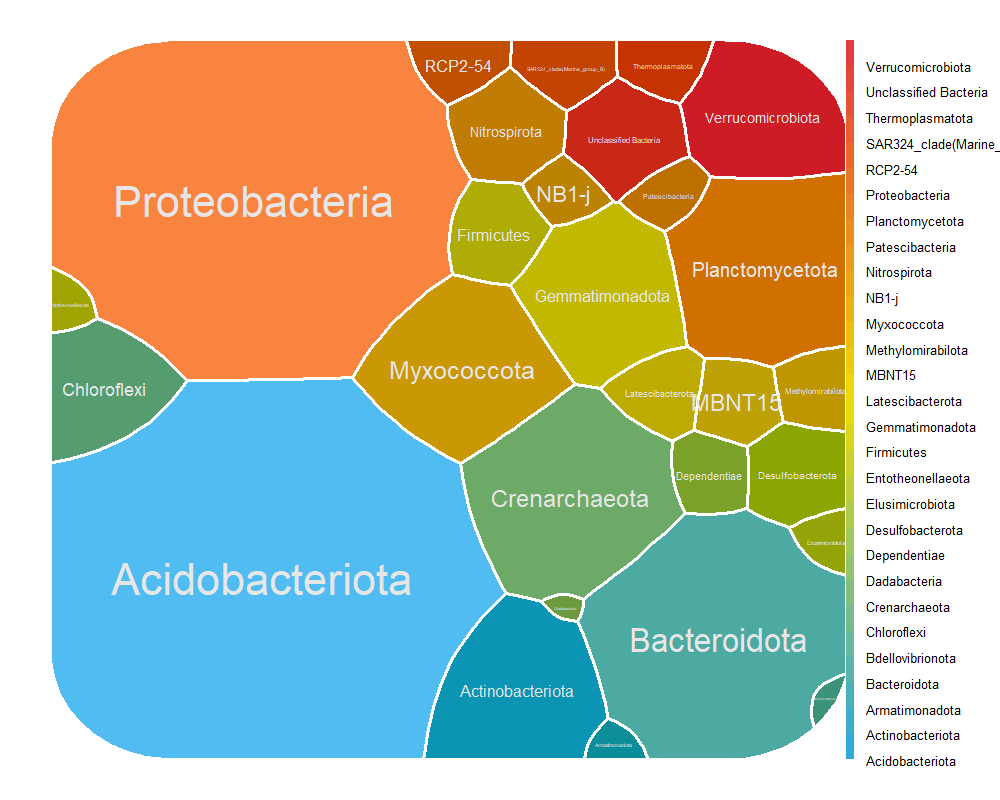 RCP2-54
SAR324_clade(Marine_group_B)
Thermoplasmatota
Verrucomicrobiota
Nitrospirota
Unclassified Bacteria
Proteobacteria
NB1-j
Patescibacteria
Firmicutes
Planctomycetota
Gemmatimonadota
Myxococcota
Chloroflexi
Latescibacterota
MBNT15
Methylomirabilota
Crenarchaeota
Dependentiae
Desulfobacterota
Elusimicrobiota
Acidobacteriota
Dadabacteria
Bacteroidota
Actinobacteriota
Armatimonadota
Verrucomicrobiota
Unclassified Bacteria
Thermoplasmatota
SAR324_clade(Marine_
RCP2-54
Proteobacteria
Planctomycetota
Patescibacteria
Nitrospirota
NB1-j
Myxococcota
Methylomirabilota
MBNT15
Latescibacterota
Gemmatimonadota
Firmicutes
Entotheonellaeota
Elusimicrobiota
Desulfobacterota
Dependentiae
Dadabacteria
Crenarchaeota
Chloroflexi
Bdellovibrionota
Bacteroidota
Armatimonadota
Actinobacteriota
Acidobacteriota